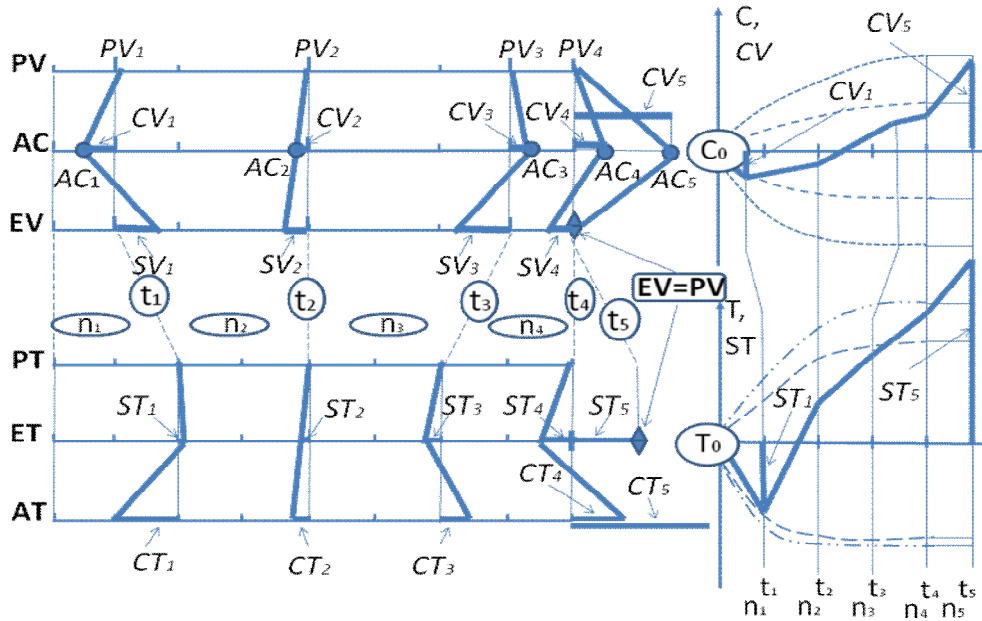 PV₁ PV₂ PV₃ PV₄
PV
CV₁ CV₂ CV₃ CV₄ CV₅
AC
AC₁ AC₂ AC₃ AC₄ AC₅
EV
SV₁ SV₂ SV₃ SV₄
t₁ t₂ t₃ t₄ t₅
EV=PV
n₁ n₂ n₃ n₄
PT
ST₁ ST₂ ST₃ ST₄ ST₅
ET
CT₄ CT₅
AT
CT₁ CT₂ CT₃
C,
CV
CV₅
CV₁
C₀
T,
ST
ST₁ ST₅
T₀
t₁ t₂ t₃ t₄ t₅
n₁ n₂ n₃ n₄ n₅